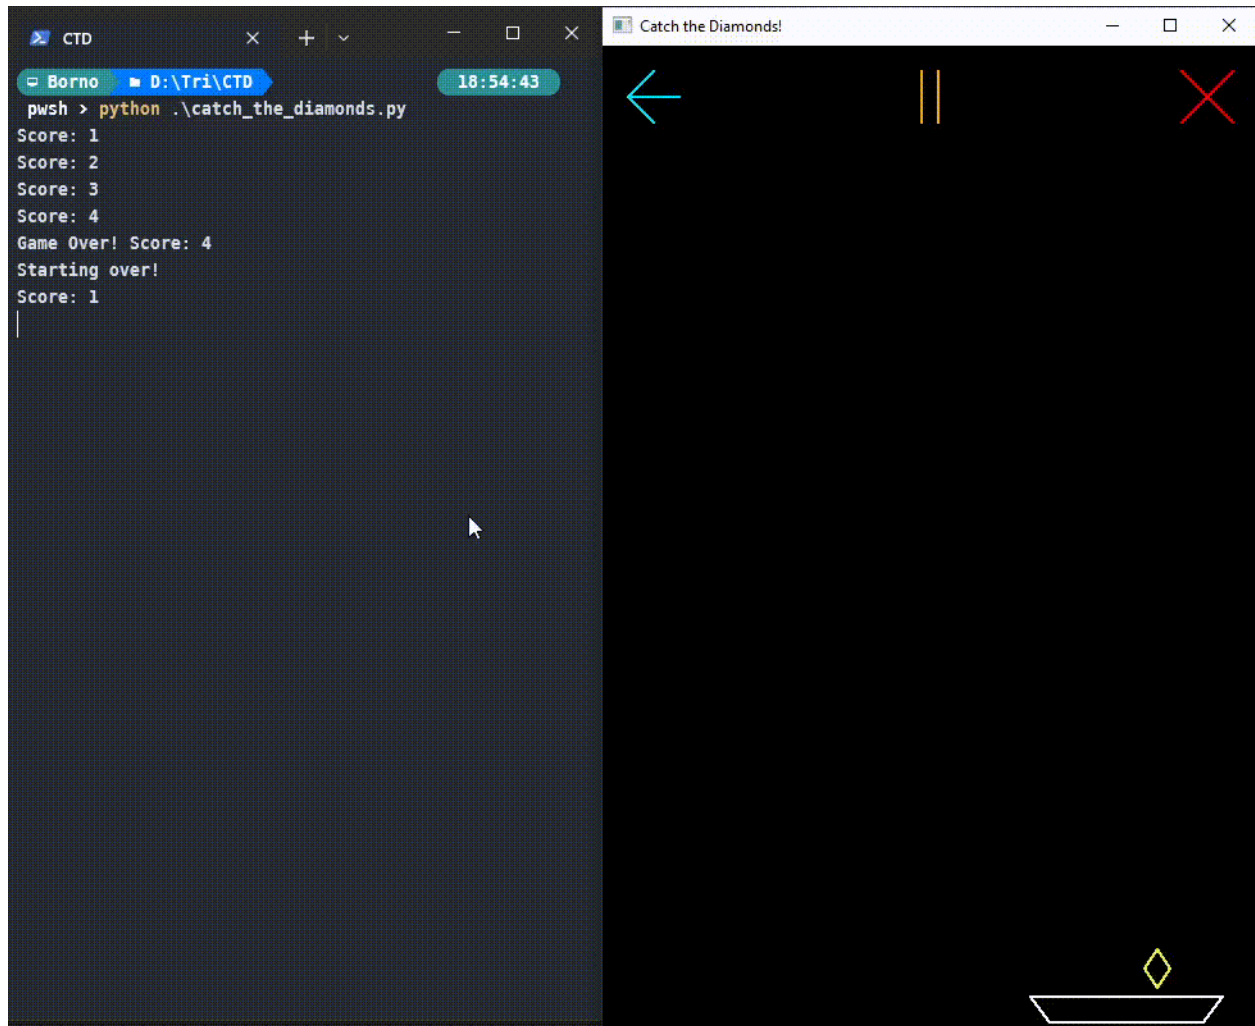 CTD
Catch the Diamonds!
Borno D:\Tri\CTD 18:54:43
pwsh > python .\catch_the_diamonds.py
Score: 1
Score: 2
Score: 3
Score: 4
Game Over! Score: 4
Starting over!
Score: 1